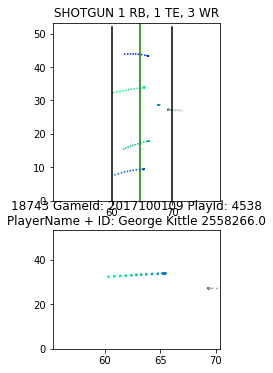 SHOTGUN 1 RB, 1 TE, 3 WR
50
40
30
20
10
0
60 70
18743 GameId: 2017100109 PlayId: 4538
PlayerName + ID: George Kittle 2558266.0
40
20
0
60 65 70